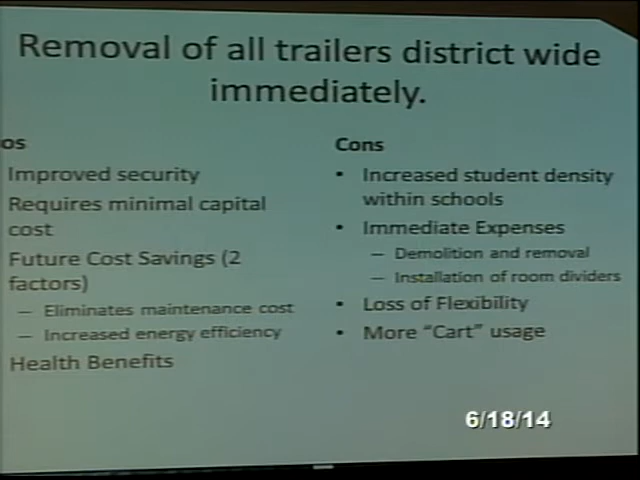 Removal of all trailers district wide
immediately.
os
Improved security
Requires minimal capital
cost
Future Cost Savings (2
factors)
– Eliminates maintenance cost
– Increased energy efficiency
Health Benefits
Cons
• Increased student density
within schools
• Immediate Expenses
– Demolition and removal
– Installation of room dividers
• Loss of Flexibility
• More “Cart” usage
6/18/14